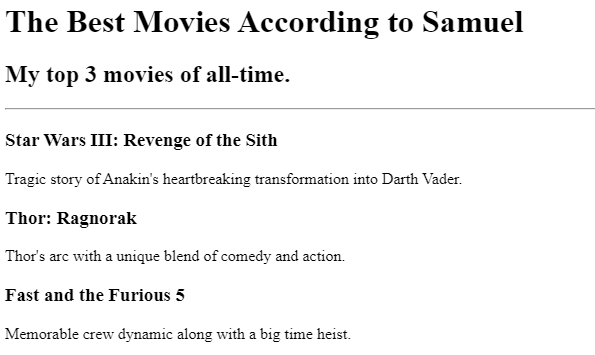 The Best Movies According to Samuel
My top 3 movies of all-time.
Star Wars III: Revenge of the Sith
Tragic story of Anakin's heartbreaking transformation into Darth Vader.
Thor: Ragnorak
Thor's arc with a unique blend of comedy and action.
Fast and the Furious 5
Memorable crew dynamic along with a big time heist.